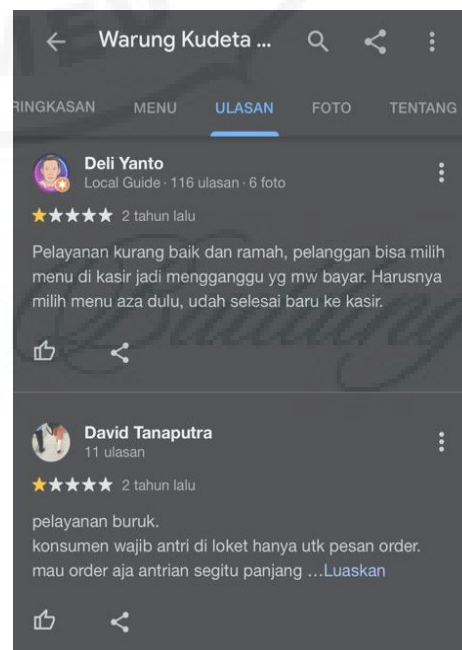 Warung Kudeta ...
RINGKASAN MENU ULASAN FOTO TENTANG
Deli Yanto
Local Guide · 116 ulasan · 6 foto
2 tahun lalu
Pelayanan kurang baik dan ramah, pelanggan bisa milih
menu di kasir jadi mengganggu yg mw bayar. Harusnya
milih menu aza dulu, udah selesai baru ke kasir.
David Tanaputra
11 ulasan
2 tahun lalu
pelayanan buruk.
konsumen wajib antri di loket hanya utk pesan order.
mau order aja antrian segitu panjang ...Luaskan